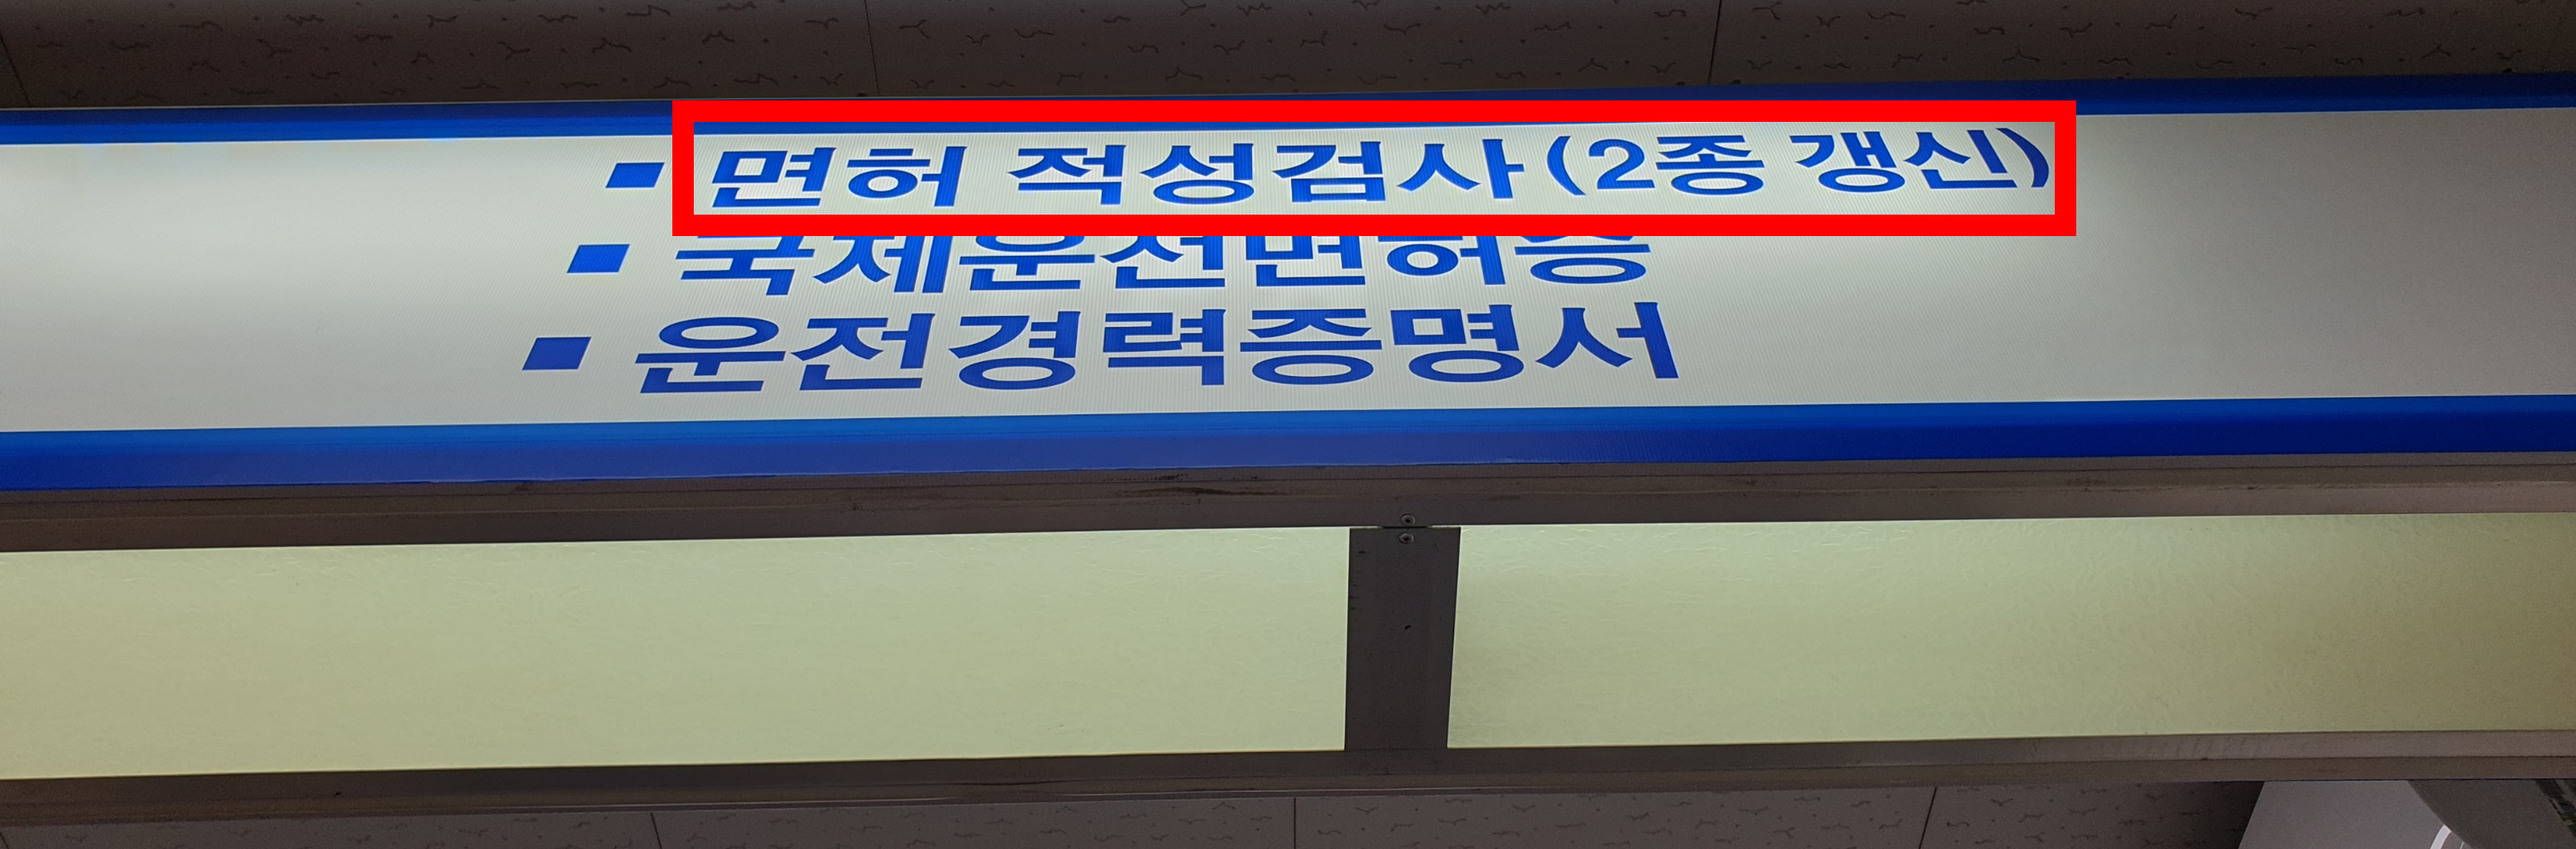 ▪ 면허 적성검사(2종 갱신)
▪ 국제운전면허증
▪ 운전경력증명서